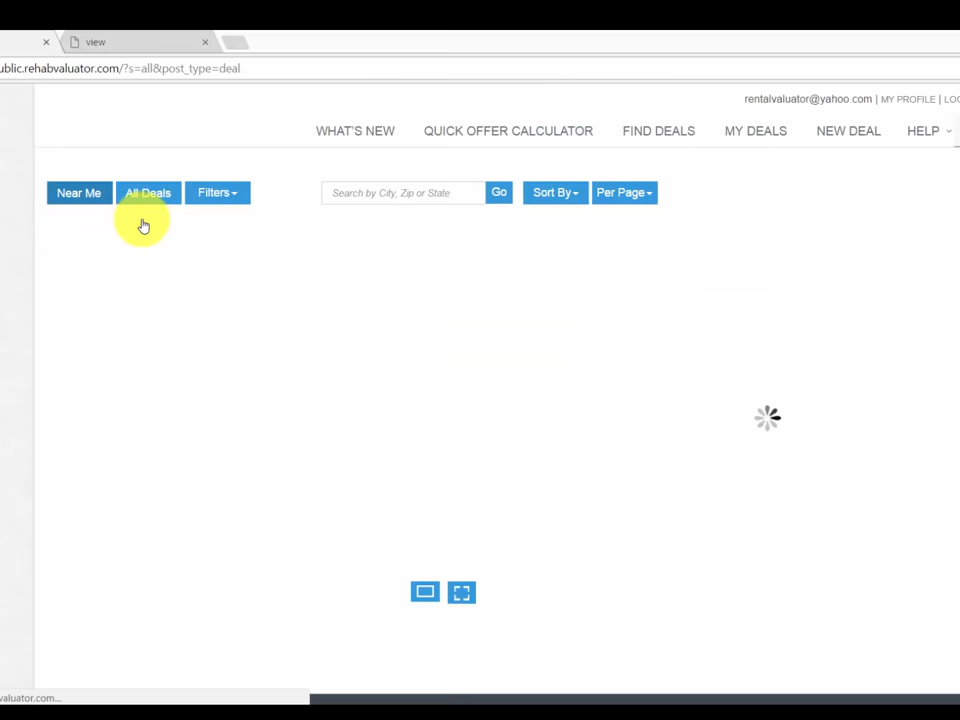 view
ublic.rehabvaluator.com/?s=all&post_type=deal
rentalvaluator@yahoo.com | MY PROFILE | LOG
WHAT'S NEW QUICK OFFER CALCULATOR FIND DEALS MY DEALS NEW DEAL HELP
Near Me All Deals Filters Search by City, Zip or State Go Sort By Per Page
valuator.com...